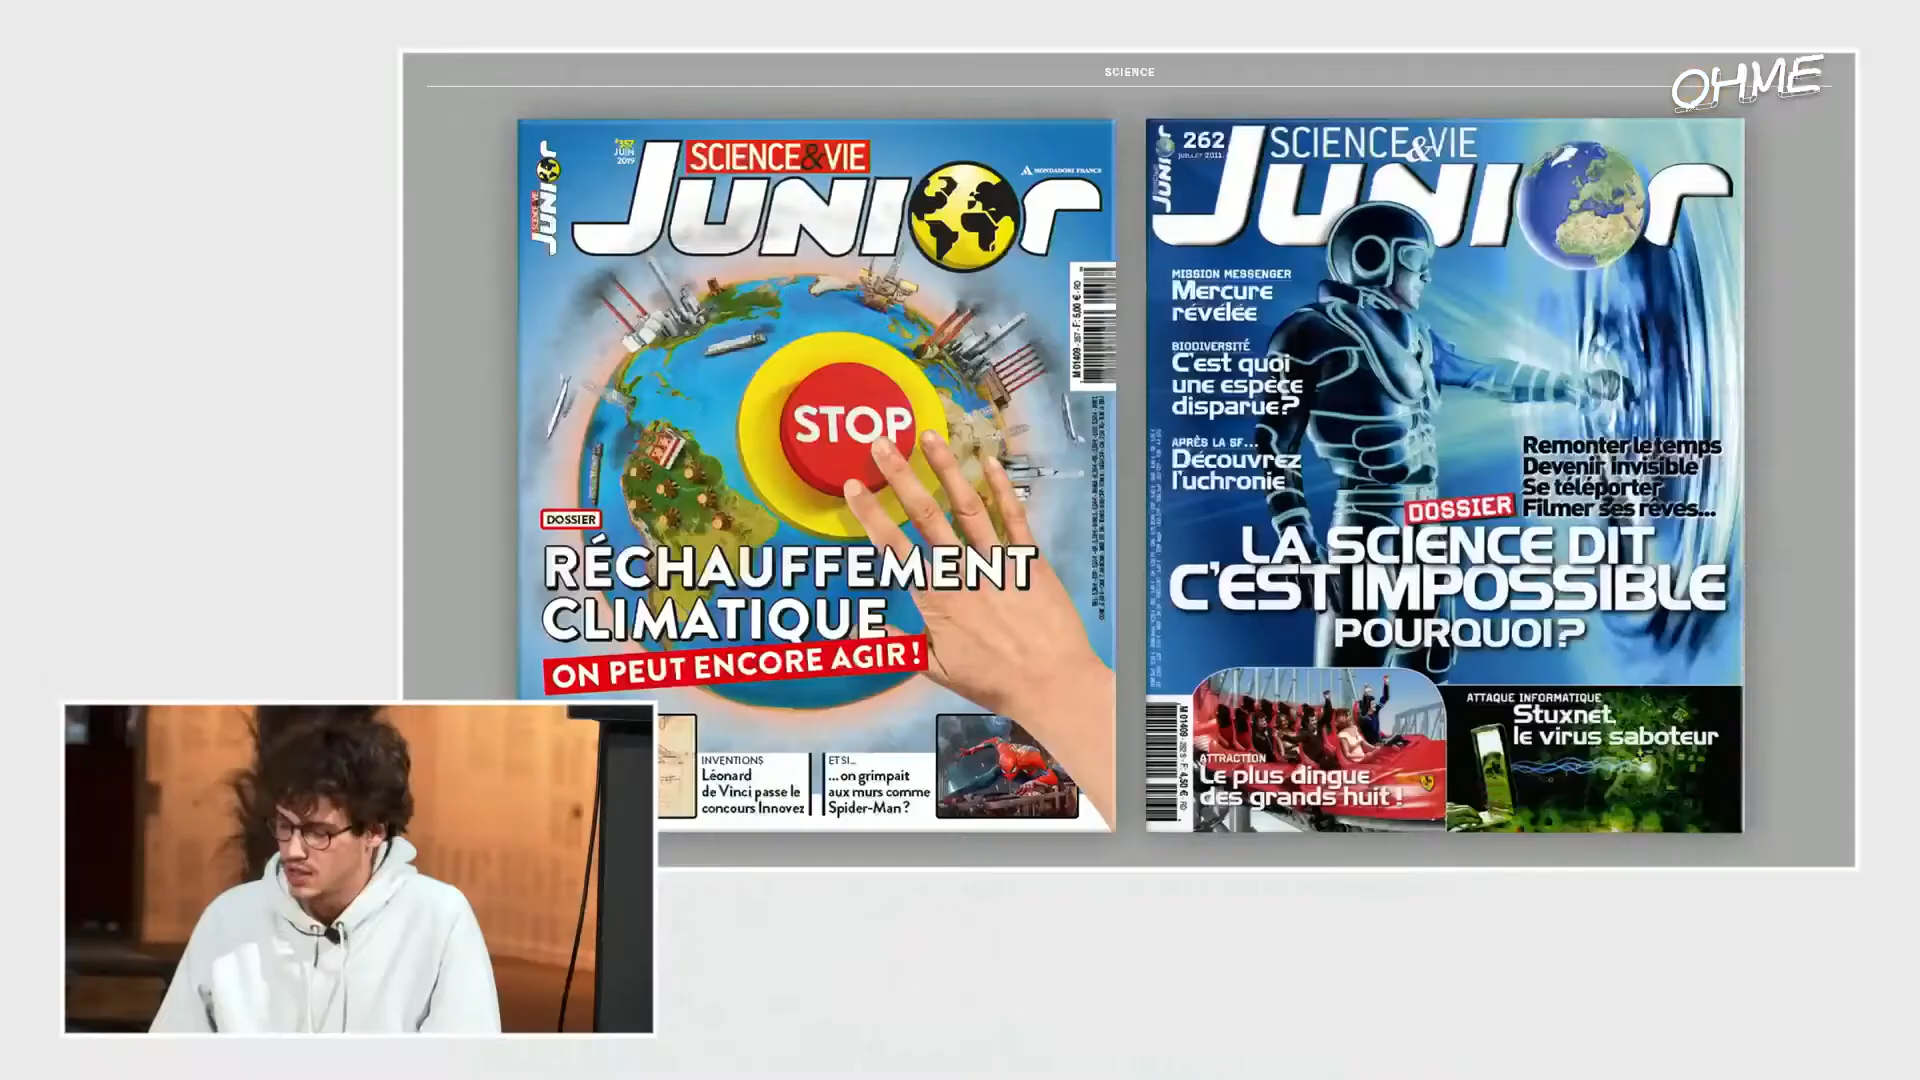 SCIENCE
OHME
#357
JUIN
2019
SCIENCE&VIE
JUNIOR
SCIENCE&VIE
JUNIOR
MONDADORI FRANCE
STOP
DOSSIER
RÉCHAUFFEMENT
CLIMATIQUE
ON PEUT ENCORE AGIR !
INVENTIONS
Léonard
de Vinci passe le
concours Innovez
ET SI...
...on grimpait
aux murs comme
Spider-Man ?
JUNIOR
262
juillet 2011
SCIENCE&VIE
JUNIOR
MISSION MESSENGER
Mercure
révélée
BIODIVERSITÉ
C'est quoi
une espèce
disparue?
APRÈS LA SF...
Découvrez
l'uchronie
Remonter le temps
Devenir invisible
Se téléporter
Filmer ses rêves...
DOSSIER
LA SCIENCE DIT
C'EST IMPOSSIBLE
POURQUOI?
ATTRACTION
Le plus dingue
des grands huit !
ATTAQUE INFORMATIQUE
Stuxnet,
le virus saboteur